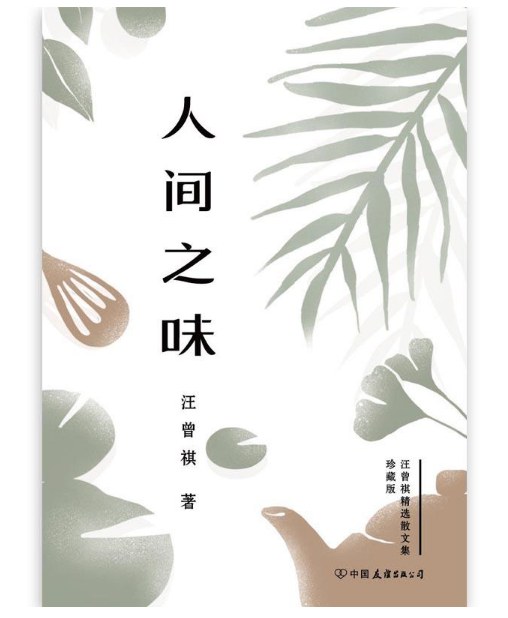 人间之味
汪曾祺 著
汪曾祺精选散文集
珍藏版
中国友谊出版公司